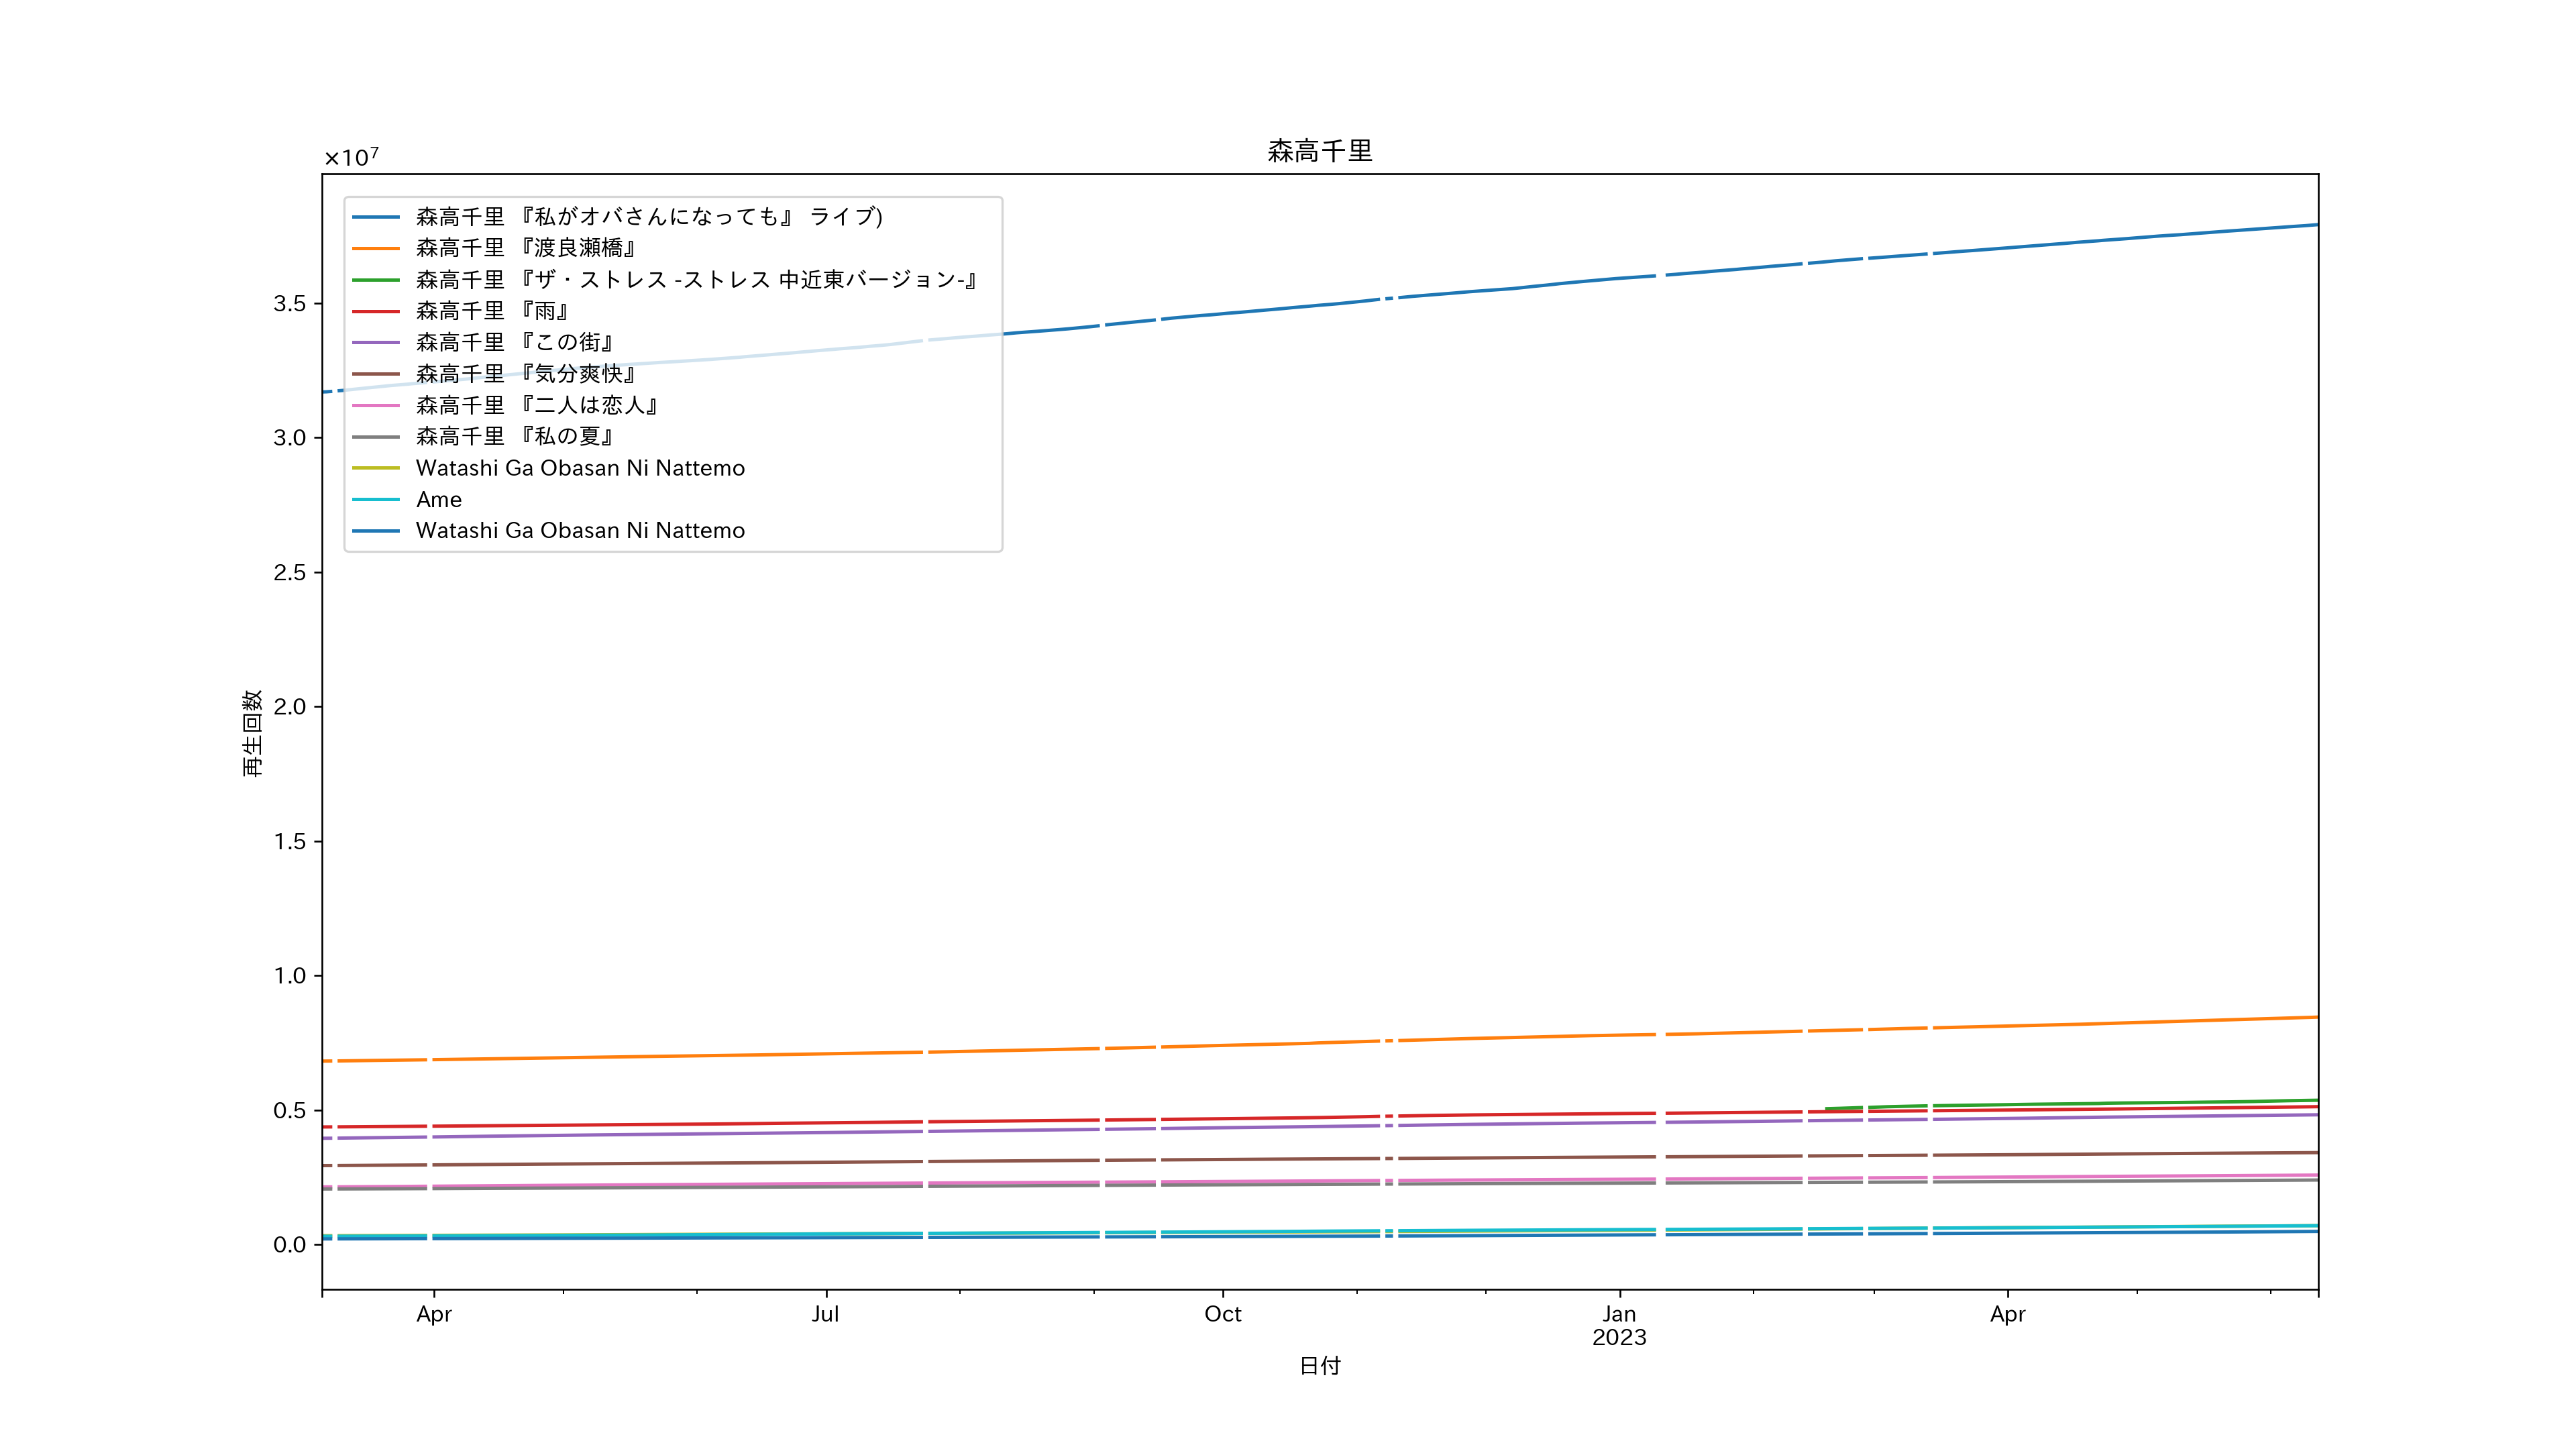 森高千里
×10⁷
森高千里 『私がオバさんになっても』 ライブ)
森高千里 『渡良瀬橋』
森高千里 『ザ・ストレス -ストレス 中近東バージョン-』
森高千里 『雨』
森高千里 『この街』
森高千里 『気分爽快』
森高千里 『二人は恋人』
森高千里 『私の夏』
Watashi Ga Obasan Ni Nattemo
Ame
Watashi Ga Obasan Ni Nattemo
3.5
3.0
2.5
2.0
1.5
1.0
0.5
0.0
再生回数
Apr Jul Oct Jan Apr
2023
日付